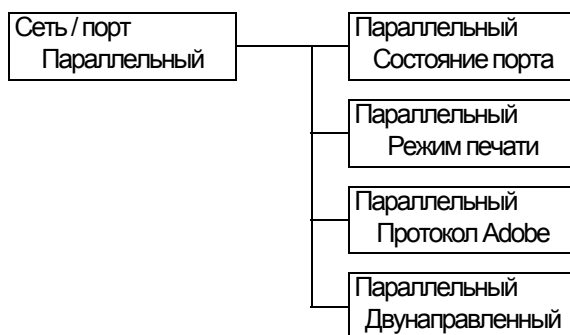 Сеть / порт
Параллельный
Параллельный
Состояние порта
Параллельный
Режим печати
Параллельный
Протокол Adobe
Параллельный
Двунаправленный